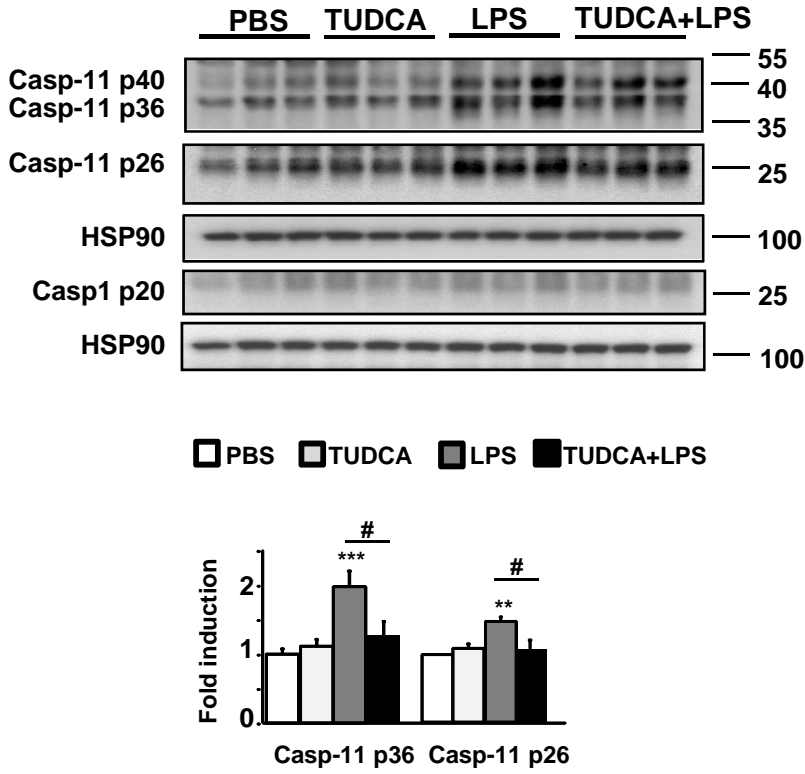 PBS TUDCA LPS TUDCA+LPS
55
Casp-11 p40
40
Casp-11 p36
35
Casp-11 p26
25
HSP90
100
Casp1 p20
25
HSP90
100
PBS TUDCA LPS TUDCA+LPS
#
***
#
**
2
1
0
Fold induction
Casp-11 p36 Casp-11 p26